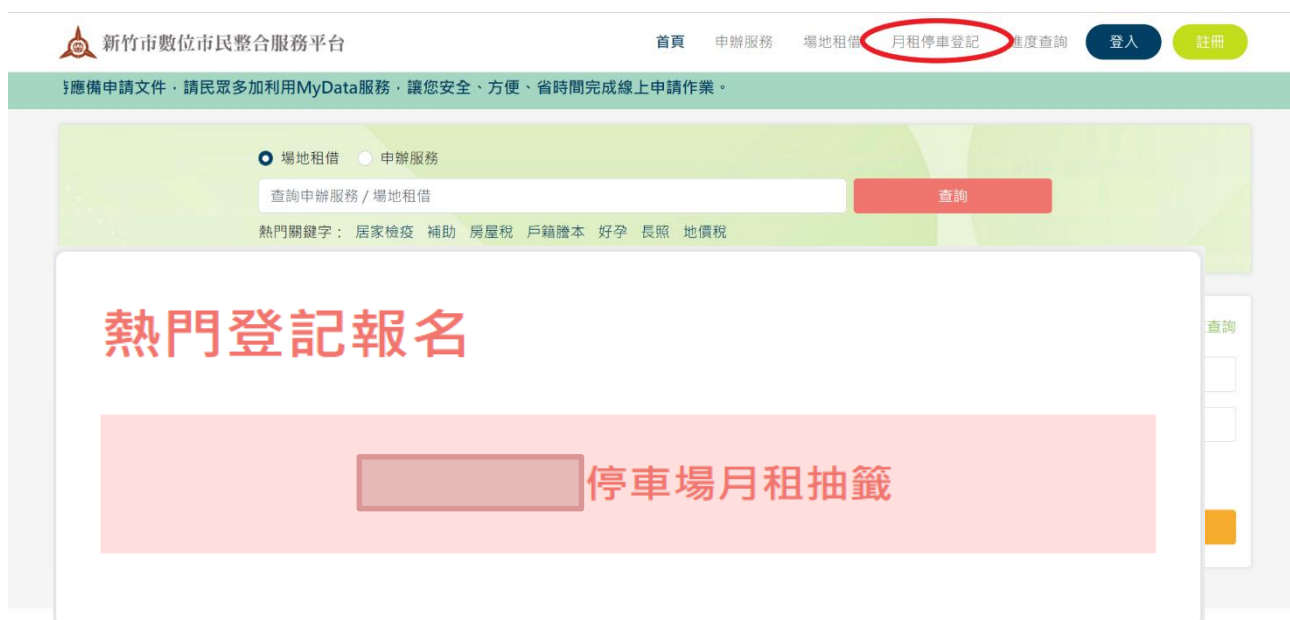 新竹市數位市民整合服務平台
首頁 申辦服務 場地租借 月租停車登記 進度查詢 登入 註冊
應備申請文件,請民眾多加利用MyData服務,讓您安全、方便、省時間完成線上申請作業。
場地租借 申辦服務
查詢申辦服務 / 場地租借 查詢
熱門關鍵字: 居家檢疫 補助 房屋稅 戶籍謄本 好孕 長照 地價稅
熱門登記報名
查詢
停車場月租抽籤